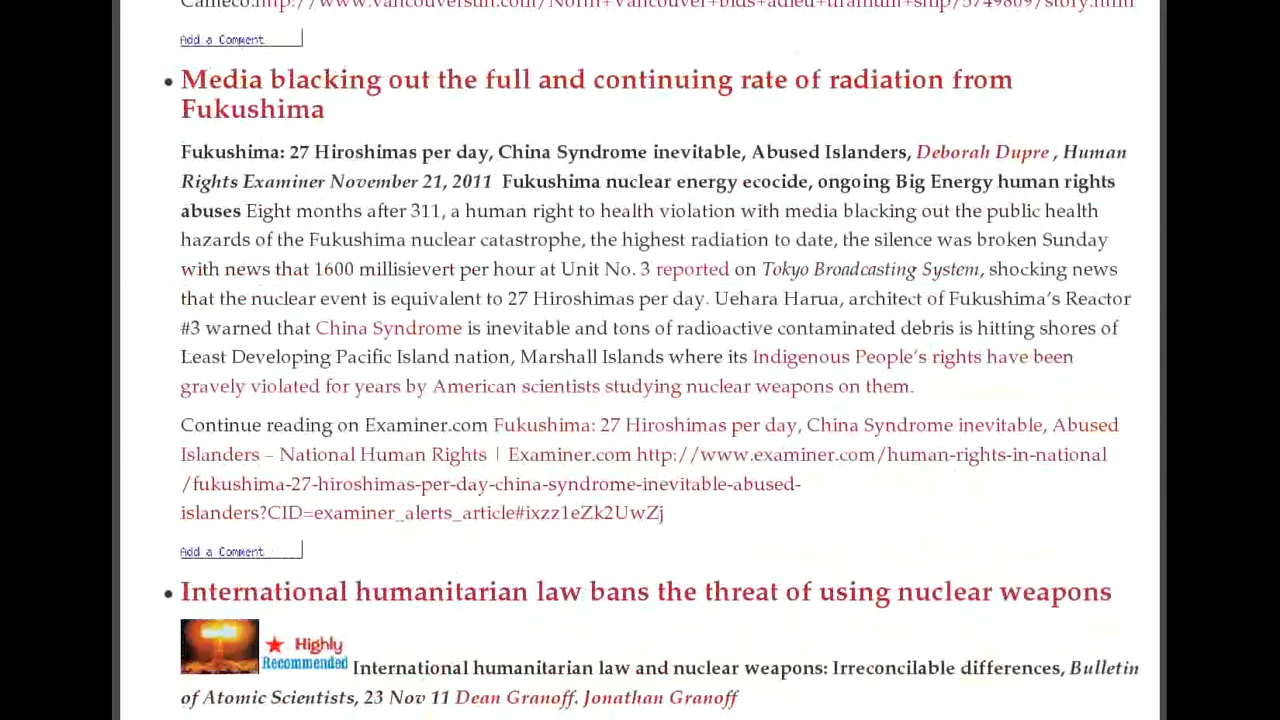 Cameco.http://www.vancouversun.com/North+Vancouver+bids+adieu+uranium+ship/5749809/story.html
Add a Comment
• Media blacking out the full and continuing rate of radiation from
Fukushima
Fukushima: 27 Hiroshimas per day, China Syndrome inevitable, Abused Islanders, Deborah Dupre , Human
Rights Examiner November 21, 2011 Fukushima nuclear energy ecocide, ongoing Big Energy human rights
abuses Eight months after 311, a human right to health violation with media blacking out the public health
hazards of the Fukushima nuclear catastrophe, the highest radiation to date, the silence was broken Sunday
with news that 1600 millisievert per hour at Unit No. 3 reported on Tokyo Broadcasting System, shocking news
that the nuclear event is equivalent to 27 Hiroshimas per day. Uehara Harua, architect of Fukushima's Reactor
#3 warned that China Syndrome is inevitable and tons of radioactive contaminated debris is hitting shores of
Least Developing Pacific Island nation, Marshall Islands where its Indigenous People's rights have been
gravely violated for years by American scientists studying nuclear weapons on them.
Continue reading on Examiner.com Fukushima: 27 Hiroshimas per day, China Syndrome inevitable, Abused
Islanders – National Human Rights | Examiner.com http://www.examiner.com/human-rights-in-national
/fukushima-27-hiroshimas-per-day-china-syndrome-inevitable-abused-
islanders?CID=examiner_alerts_article#ixzz1eZk2UwZj
Add a Comment
• International humanitarian law bans the threat of using nuclear weapons
Highly
Recommended International humanitarian law and nuclear weapons: Irreconcilable differences, Bulletin
of Atomic Scientists, 23 Nov 11 Dean Granoff. Jonathan Granoff